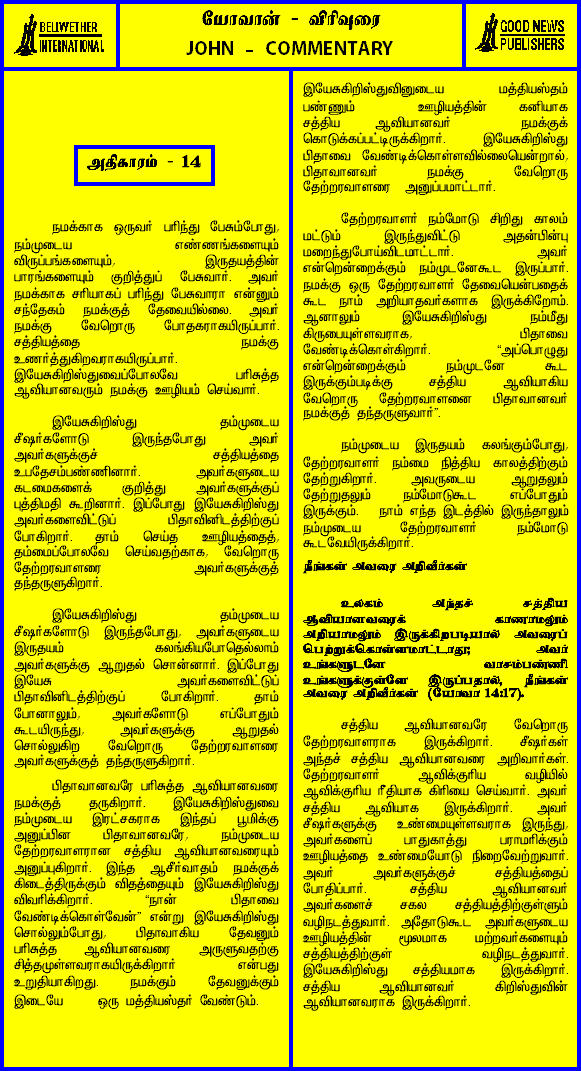 BELIWETHER
INTERNATIONAL
யோவான் - விரிவுரை
JOHN - COMMENTARY
GOOD NEWS
PUBLISHERS
அதிகாரம் - 14
நமக்காக ஒருவர் பரிந்து பேசும்போது,
நம்முடைய எண்ணங்களையும்
விருப்பங்களையும், இருதயத்தின்
பாரங்களையும் குறித்துப் பேசுவார். அவர்
நமக்காக சரியாகப் பரிந்து பேசுவாரா என்னும்
சந்தேகம் நமக்குத் தேவையில்லை. அவர்
நமக்கு வேறொரு போதகராகயிருப்பார்.
சத்தியத்தை நமக்கு
உணர்த்துகிறவராகயிருப்பார்.
இயேசுகிறிஸ்துவைப்போலவே பரிசுத்த
ஆவியானவரும் நமக்கு ஊழியம் செய்வார்.
இயேசுகிறிஸ்து தம்முடைய
சீஷர்களோடு இருந்தபோது அவர்
அவர்களுக்குச் சத்தியத்தை
உபதேசம்பண்ணினார். அவர்களுடைய
கடமைகளைக் குறித்து அவர்களுக்குப்
புத்திமதி கூறினார். இப்போது இயேசுகிறிஸ்து
அவர்களைவிட்டுப் பிதாவினிடத்திற்குப்
போகிறார். தாம் செய்த ஊழியத்தைத்,
தம்மைப்போலவே செய்வதற்காக, வேறொரு
தேற்றரவாளரை அவர்களுக்குத்
தந்தருளுகிறார்.
இயேசுகிறிஸ்து தம்முடைய
சீஷர்களோடு இருந்தபோது, அவர்களுடைய
இருதயம் கலங்கியபோதெல்லாம்
அவர்களுக்கு ஆறுதல் சொன்னார். இப்போது
இயேசு அவர்களைவிட்டுப்
பிதாவினிடத்திற்குப் போகிறார். தாம்
போனாலும், அவர்களோடு எப்போதும்
கூடயிருந்து, அவர்களுக்கு ஆறுதல்
சொல்லுகிற வேறொரு தேற்றரவாளரை
அவர்களுக்குத் தந்தருளுகிறார்.
பிதாவானவரே பரிசுத்த ஆவியானவரை
நமக்குத் தருகிறார். இயேசுகிறிஸ்துவை
நம்முடைய இரட்சகராக இந்தப் பூமிக்கு
அனுப்பின பிதாவானவரே, நம்முடைய
தேற்றரவாளரான சத்திய ஆவியானவரையும்
அனுப்புகிறார். இந்த ஆசீர்வாதம் நமக்குக்
கிடைத்திருக்கும் விதத்தையும் இயேசுகிறிஸ்து
விவரிக்கிறார். “நான் பிதாவை
வேண்டிக்கொள்வேன்” என்று இயேசுகிறிஸ்து
சொல்லும்போது, பிதாவாகிய தேவனும்
பரிசுத்த ஆவியானவரை அருளுவதற்கு
சித்தமுள்ளவராகயிருக்கிறார் என்பது
உறுதியாகிறது. நமக்கும் தேவனுக்கும்
இடையே ஒரு மத்தியஸ்தர் வேண்டும்.
இயேசுகிறிஸ்துவினுடைய மத்தியஸ்தம்
பண்ணும் ஊழியத்தின் கனியாக
சத்திய ஆவியானவர் நமக்குக்
கொடுக்கப்பட்டிருக்கிறார். இயேசுகிறிஸ்து
பிதாவை வேண்டிக்கொள்ளவில்லையென்றால்,
பிதாவானவர் நமக்கு வேறொரு
தேற்றரவாளரை அனுப்பமாட்டார்.
தேற்றரவாளர் நம்மோடு சிறிது காலம்
மட்டும் இருந்துவிட்டு அதன்பின்பு
மறைந்துபோய்விடமாட்டார். அவர்
என்றென்றைக்கும் நம்முடனேகூட இருப்பார்.
நமக்கு ஒரு தேற்றரவாளர் தேவையென்பதைக்
கூட நாம் அறியாதவர்களாக இருக்கிறோம்.
ஆனாலும் இயேசுகிறிஸ்து நம்மீது
கிருபையுள்ளவராக, பிதாவை
வேண்டிக்கொள்கிறார். “அப்பொழுது
என்றென்றைக்கும் நம்முடனே கூட
இருக்கும்படிக்கு சத்திய ஆவியாகிய
வேறொரு தேற்றரவாளனை பிதாவானவர்
நமக்குத் தந்தருளுவார்”.
நம்முடைய இருதயம் கலங்கும்போது,
தேற்றரவாளர் நம்மை நித்திய காலத்திற்கும்
தேற்றுகிறார். அவருடைய ஆறுதலும்
தேற்றுதலும் நம்மோடுகூட எப்போதும்
இருக்கும். நாம் எந்த இடத்தில் இருந்தாலும்
நம்முடைய தேற்றரவாளர் நம்மோடு
கூடவேயிருக்கிறார்.
நீங்கள் அவரை அறிவீர்கள்
உலகம் அந்தச் சத்திய
ஆவியானவரைக் காணாமலும்
அறியாமலும் இருக்கிறபடியால் அவரைப்
பெற்றுக்கொள்ளமாட்டாது; அவர்
உங்களுடனே வாசம்பண்ணி
உங்களுக்குள்ளே இருப்பதால், நீங்கள்
அவரை அறிவீர்கள் (யோவா 14:17).
சத்திய ஆவியானவரே வேறொரு
தேற்றரவாளராக இருக்கிறார். சீஷர்கள்
அந்தச் சத்திய ஆவியானவரை அறிவார்கள்.
தேற்றரவாளர் ஆவிக்குரிய வழியில்
ஆவிக்குரிய ரீதியாக கிரியை செய்வார். அவர்
சத்திய ஆவியாக இருக்கிறார். அவர்
சீஷர்களுக்கு உண்மையுள்ளவராக இருந்து,
அவர்களைப் பாதுகாத்து பராமரிக்கும்
ஊழியத்தை உண்மையோடு நிறைவேற்றுவார்.
அவர் அவர்களுக்குச் சத்தியத்தைப்
போதிப்பார். சத்திய ஆவியானவர்
அவர்களைச் சகல சத்தியத்திற்குள்ளும்
வழிநடத்துவார். அதோடுகூட அவர்களுடைய
ஊழியத்தின் மூலமாக மற்றவர்களையும்
சத்தியத்திற்குள் வழிநடத்துவார்.
இயேசுகிறிஸ்து சத்தியமாக இருக்கிறார்.
சத்திய ஆவியானவர் கிறிஸ்துவின்
ஆவியானவராக இருக்கிறார்.